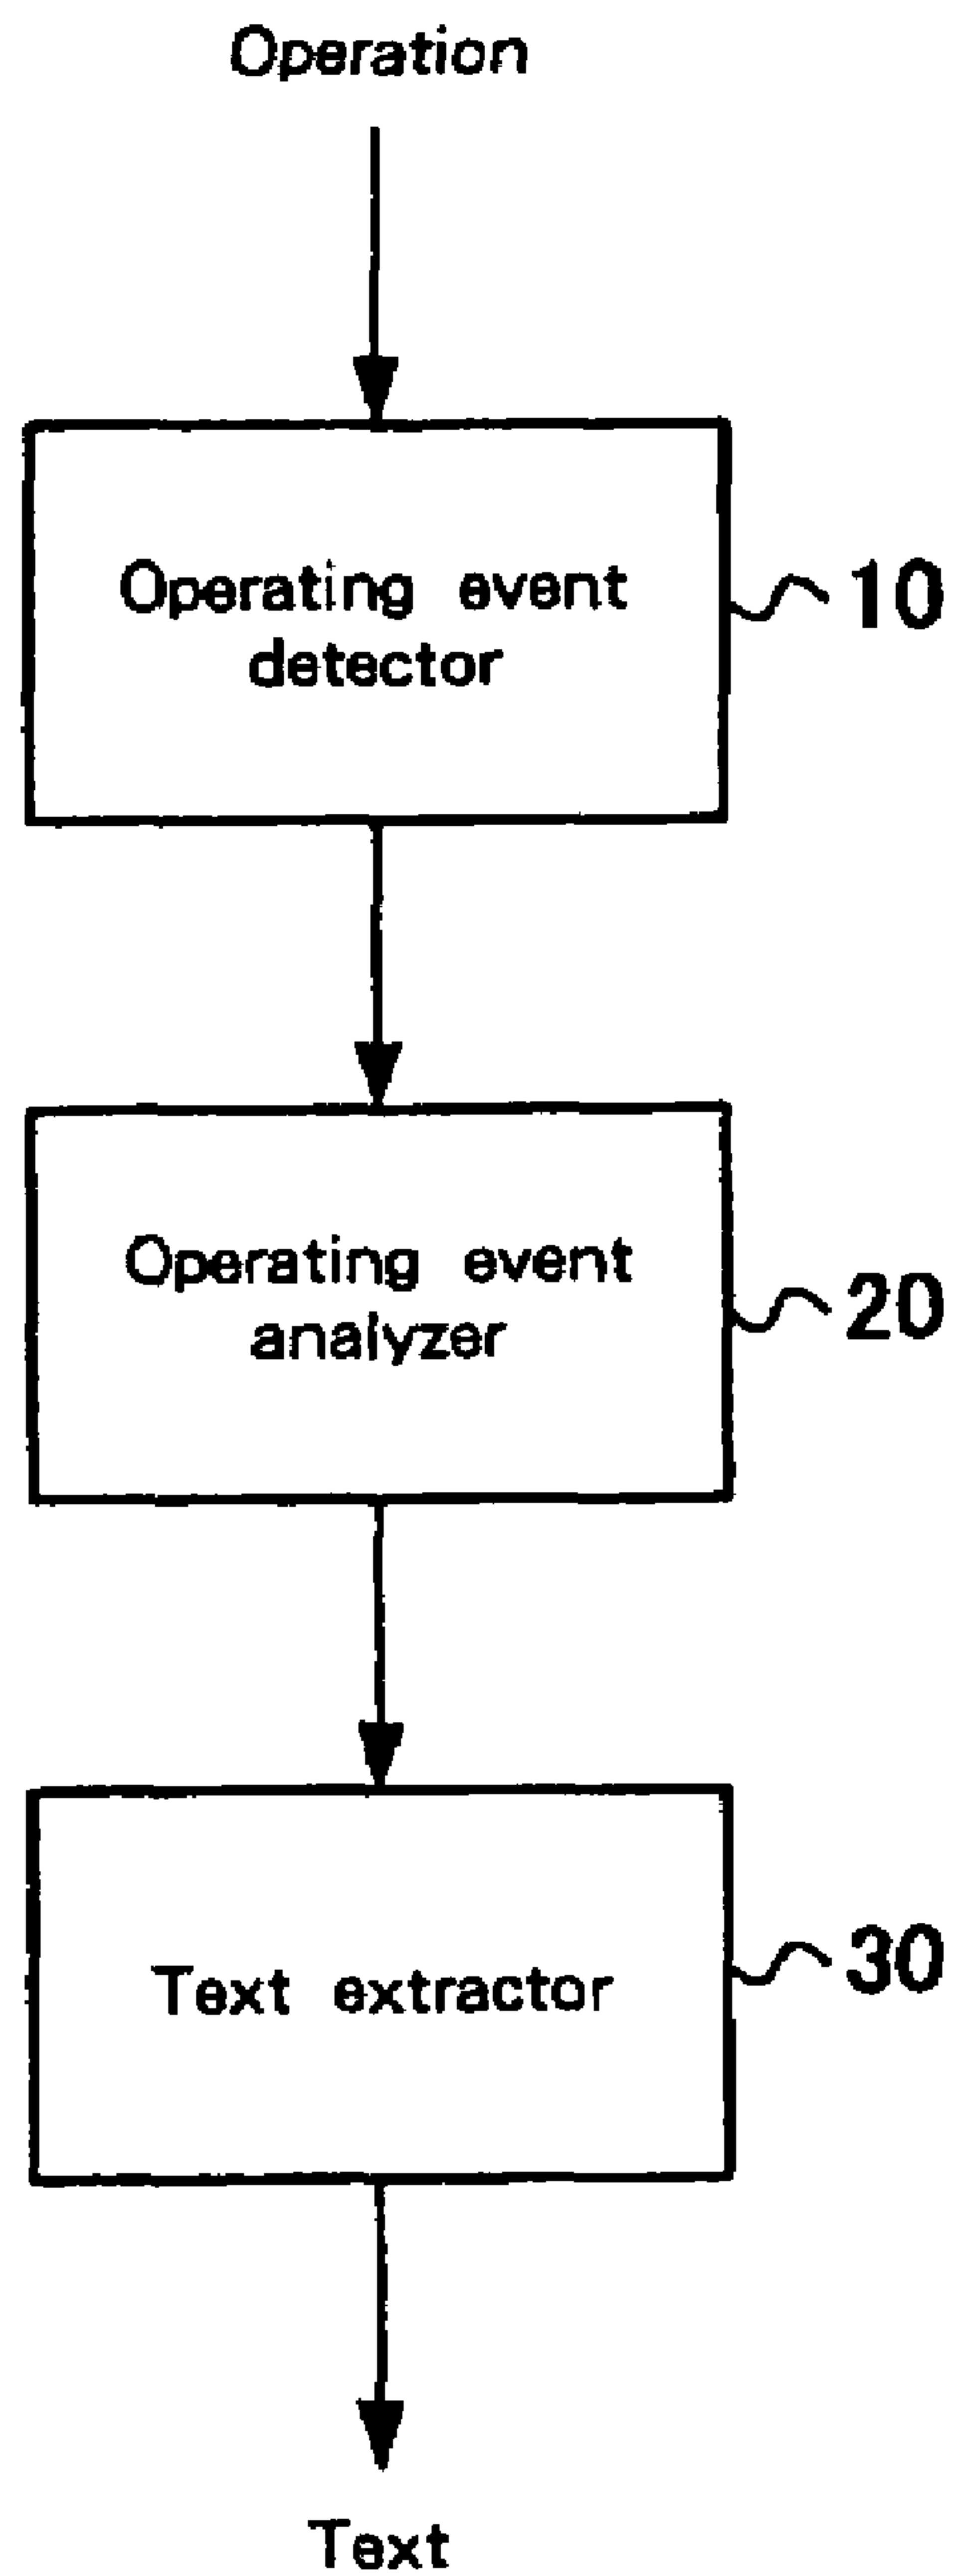 Operation
Operating event
detector
10
Operating event
analyzer
20
Text extractor
30
Text